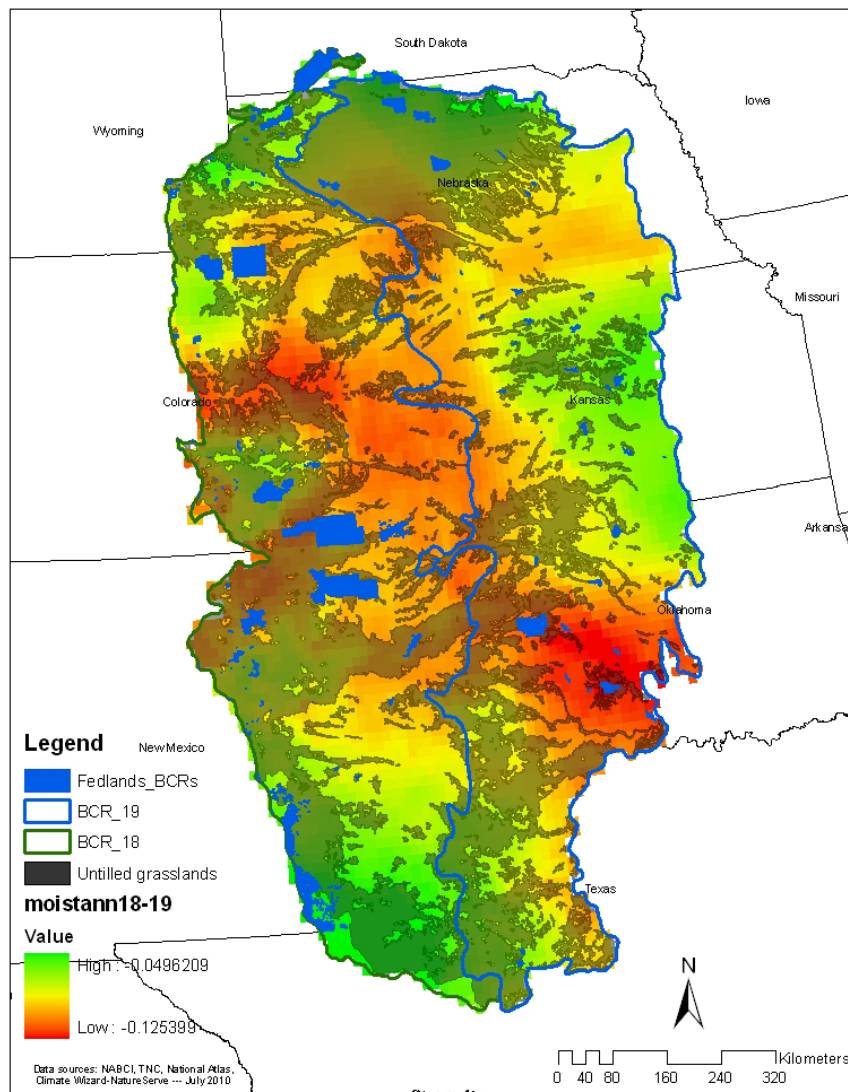 South Dakota
Iowa
Wyoming
Nebraska
Missouri
Colorado
Kansas
Arkansa
Oklahoma
Legend
New Mexico
Fedlands_BCRs
BCR_19
BCR_18
Untilled grasslands
Texas
moistann18-19
Value
High : -0.0496209
Low : -0.125399
N
Kilometers
0 40 80 160 240 320
Data sources: NABCI, TNC, National Atlas,
Climate Wizard-NatureServe --- July 2010